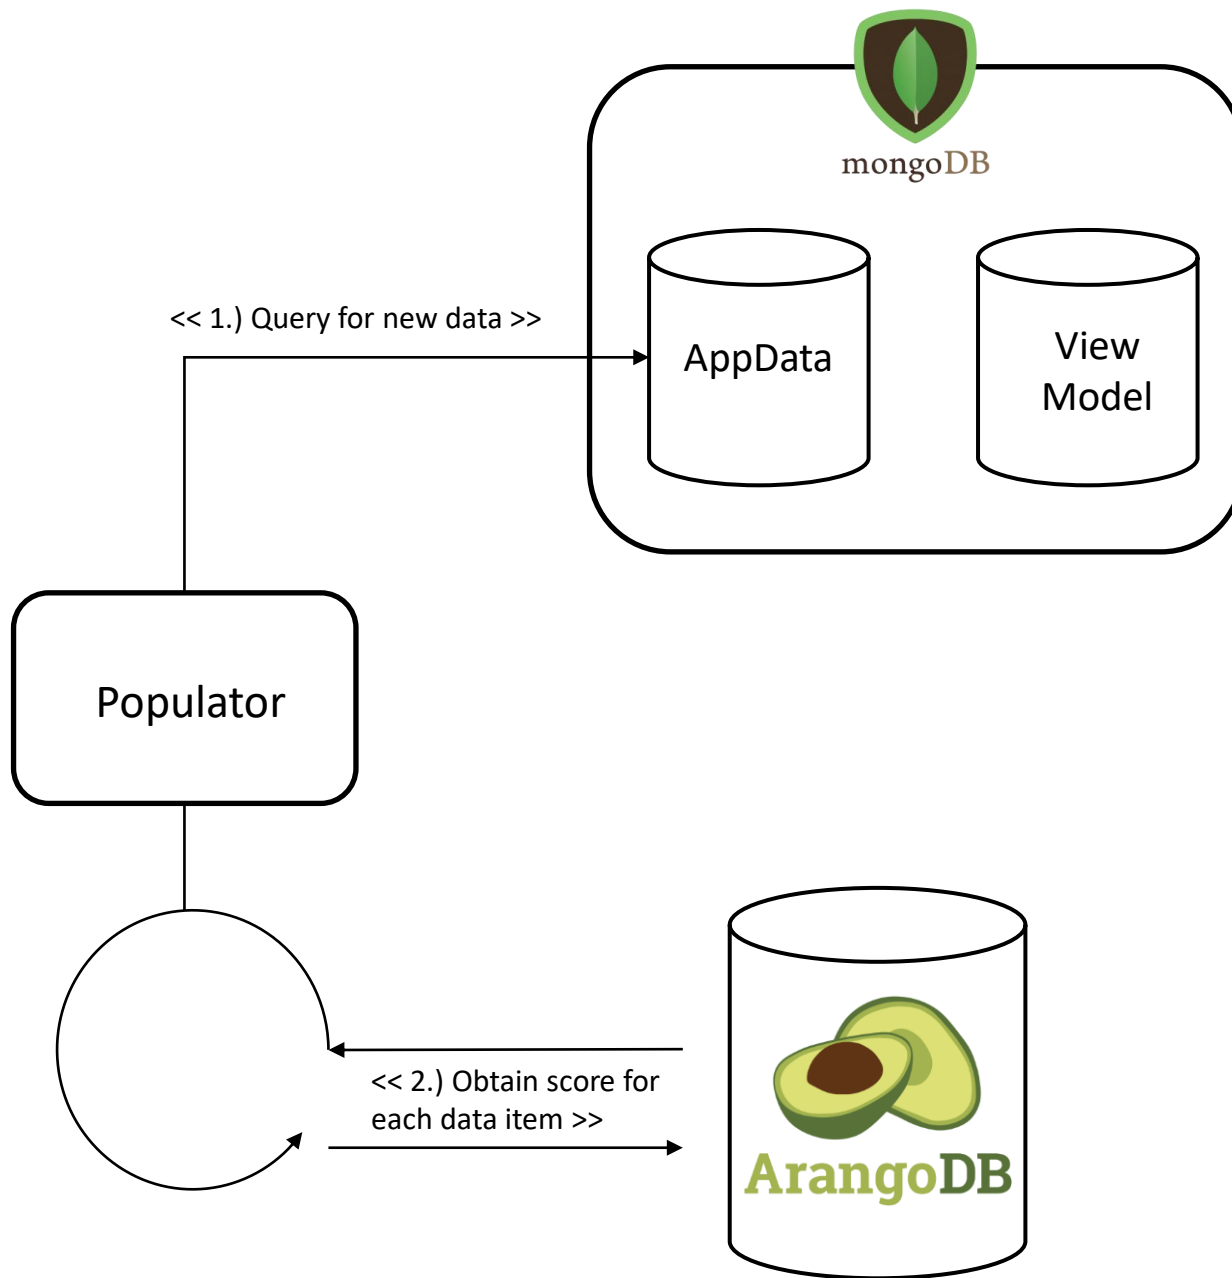 mongoDB
<< 1.) Query for new data >>
AppData
View
Model
Populator
<< 2.) Obtain score for
each data item >>
ArangoDB